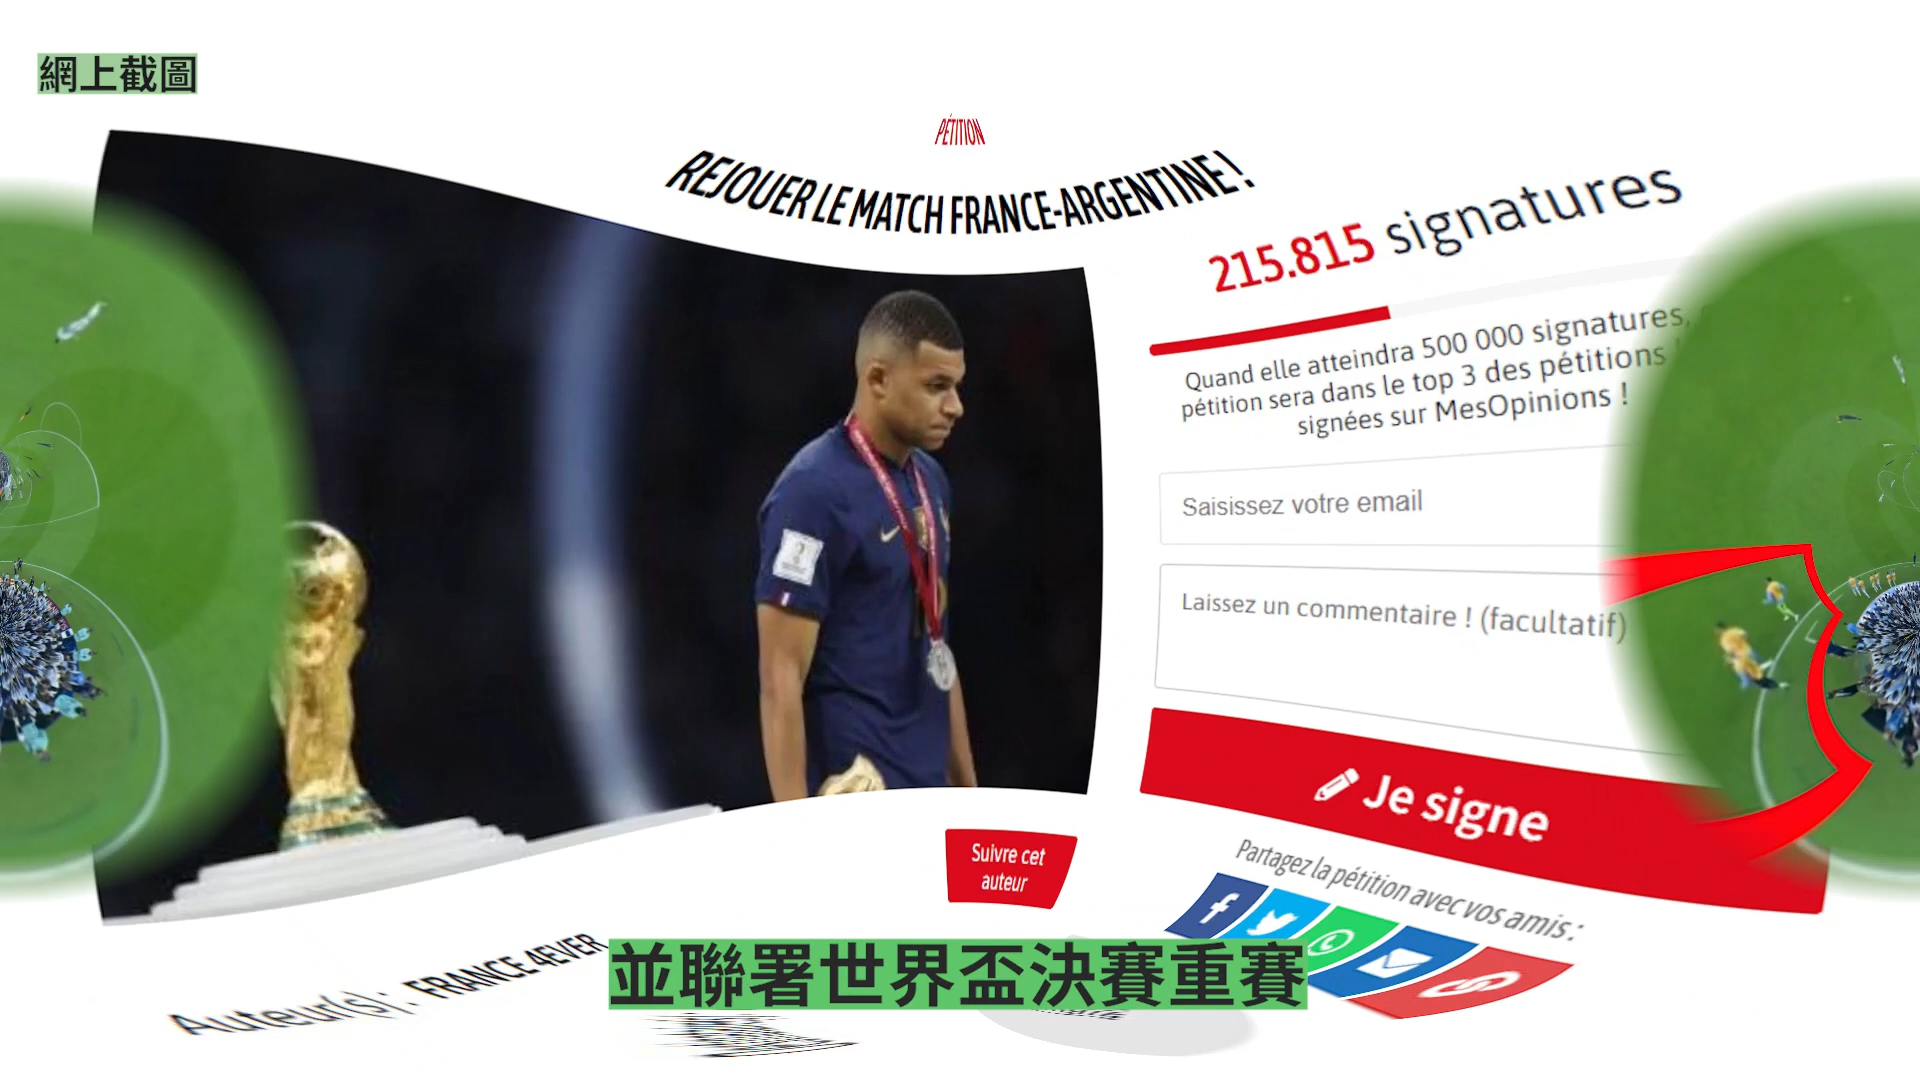 網上截圖
PÉTITION
REJOUER LE MATCH FRANCE-ARGENTINE !
215.815 signatures
Quand elle atteindra 500 000 signatures,
pétition sera dans le top 3 des pétitions
signées sur MesOpinions !
Saisissez votre email
Laissez un commentaire ! (facultatif)
Je signe
Suivre cet
auteur
Partagez la pétition avec vos amis :
Auteur(s) : FRANCE 4EVER
並聯署世界盃決賽重賽